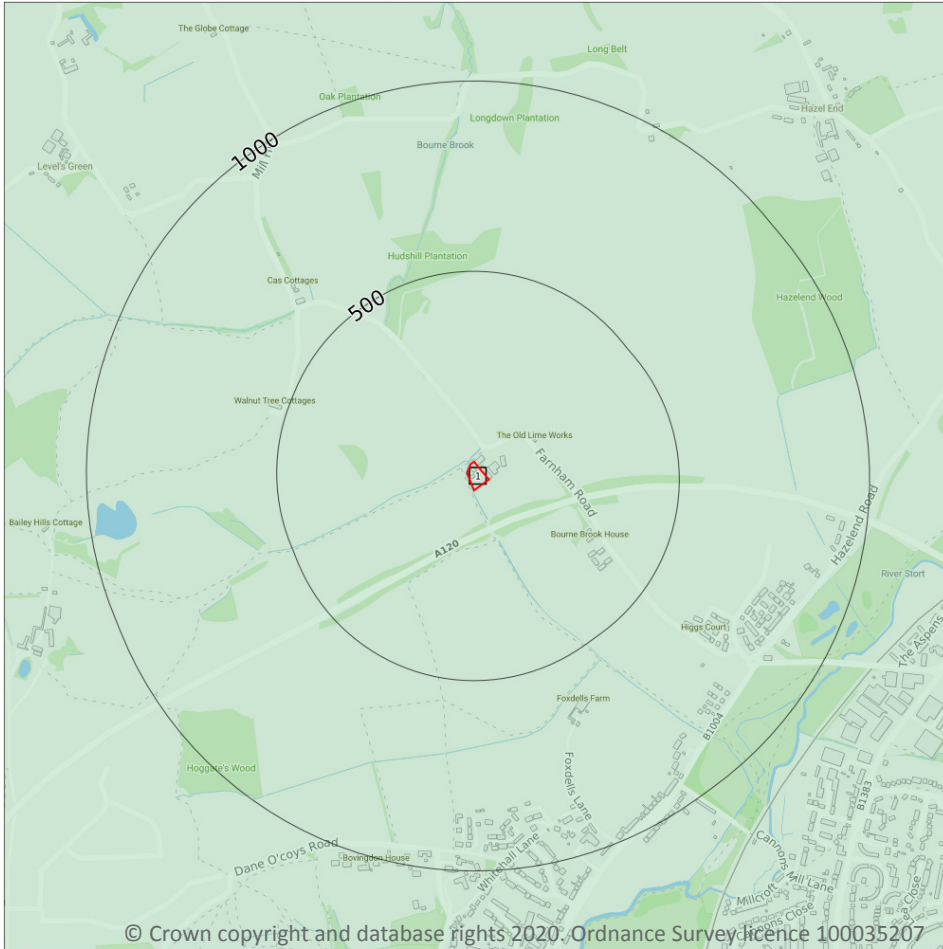 The Globe Cottage
Long Belt
Hazel End
Oak Plantation
Longdown Plantation
1000
Bourne Brook
Level's Green
Hudshill Plantation
Cas Cottages
500
Hazelend Wood
Walnut Tree Cottages
The Old Lime Works
1
Farnham Road
Bailey Hills Cottage
A120
Bourne Brook House
Hazelend Road
River Stort
Higgs Court
The Aspens
Foxdells Farm
B1004
Hoggate's Wood
Foxdells Lane
B1383
Dane O'coys Road
Bovingdon House
Whitehall Lane
Cannons Mill Lane
Millcroft
Close
a Close
© Crown copyright and database rights 2020. Ordnance Survey licence 100035207